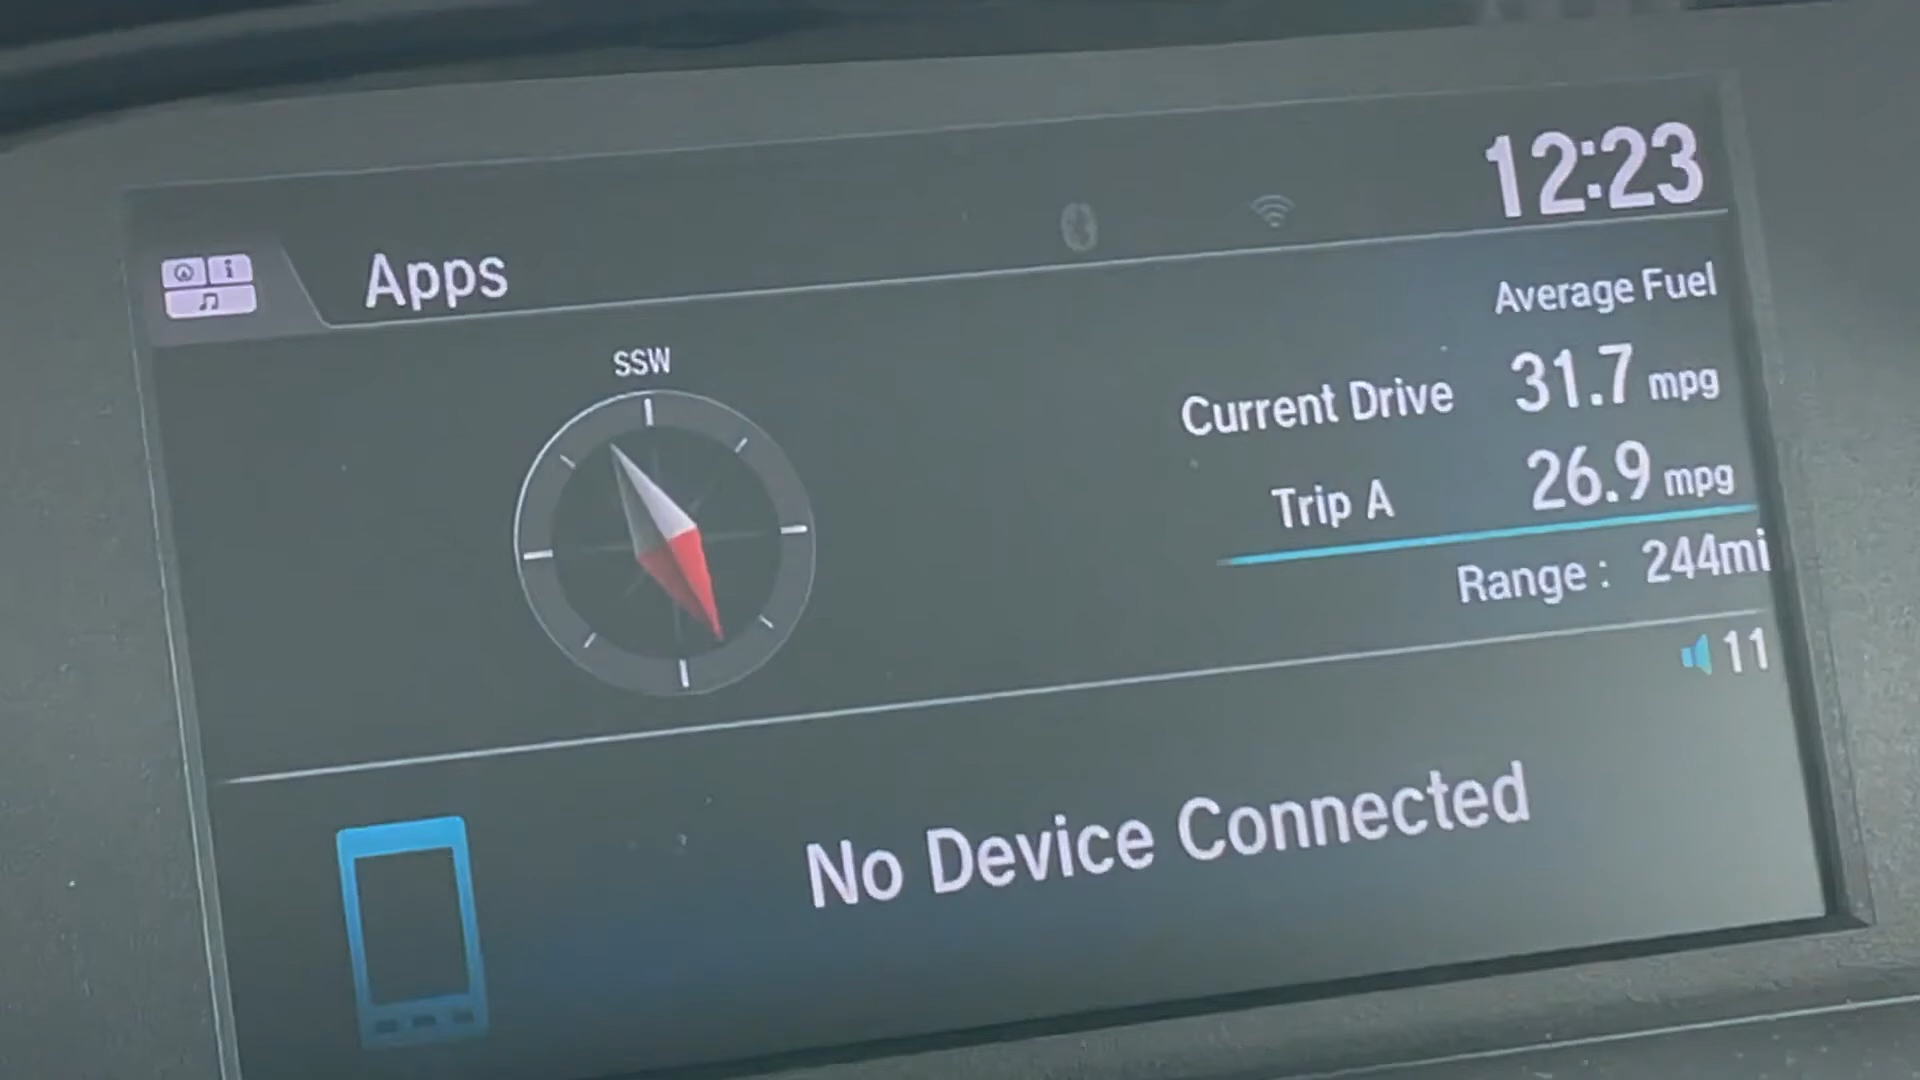 12:23
Apps
SSW
Average Fuel
Current Drive 31.7 mpg
Trip A 26.9 mpg
Range : 244mi
11
No Device Connected